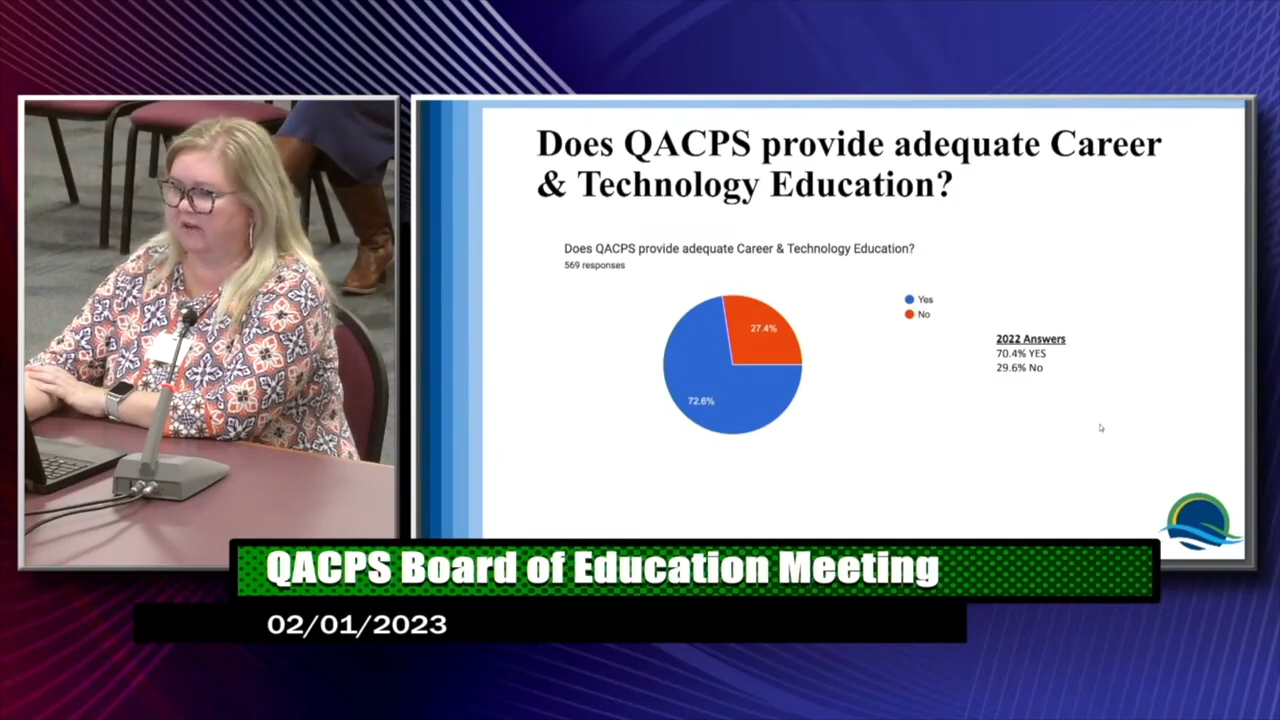 Does QACPS provide adequate Career
& Technology Education?
Does QACPS provide adequate Career & Technology Education?
569 responses
Yes
No
27.4%
72.6%
2022 Answers
70.4% YES
29.6% No
QACPS Board of Education Meeting
02/01/2023